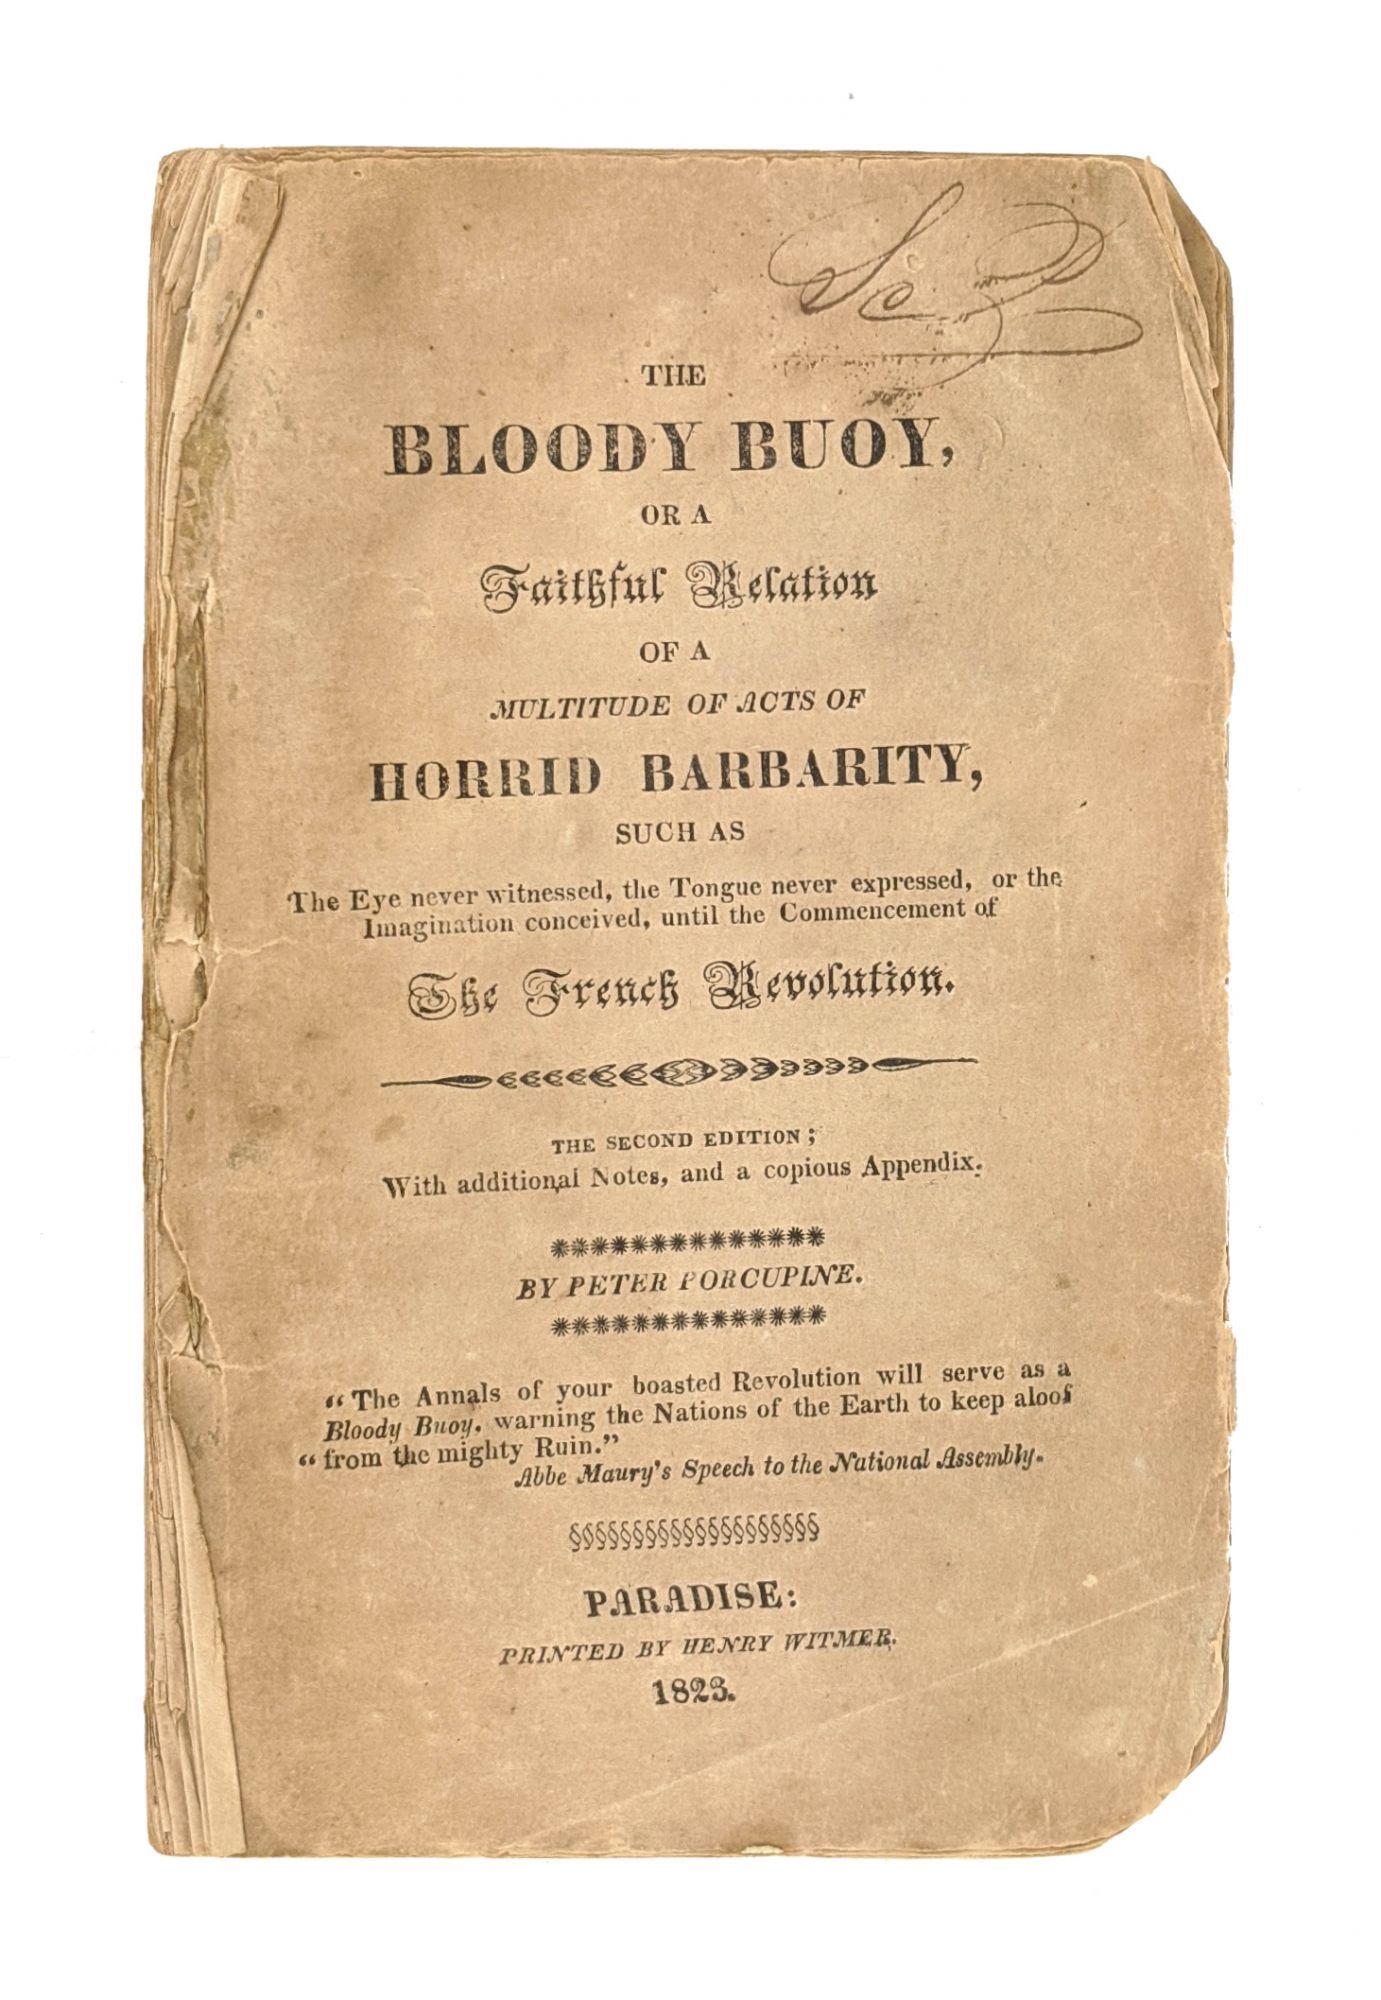 THE
BLOODY BUOY,
OR A
Faithful Relation
OF A
MULTITUDE OF ACTS OF
HORRID BARBARITY,
SUCH AS
The Eye never witnessed, the Tongue never expressed, or the
Imagination conceived, until the Commencement of
The French Revolution.
THE SECOND EDITION;
With additional Notes, and a copious Appendix.
✷✷✷✷✷✷✷✷✷✷✷✷✷✷
BY PETER PORCUPINE.
✷✷✷✷✷✷✷✷✷✷✷✷✷✷
“The Annals of your boasted Revolution will serve as a
Bloody Buoy, warning the Nations of the Earth to keep aloof
“from the mighty Ruin.”
Abbe Maury's Speech to the National Assembly.
§§§§§§§§§§§§§§§§§§§§
PARADISE:
PRINTED BY HENRY WITMER.
1823.